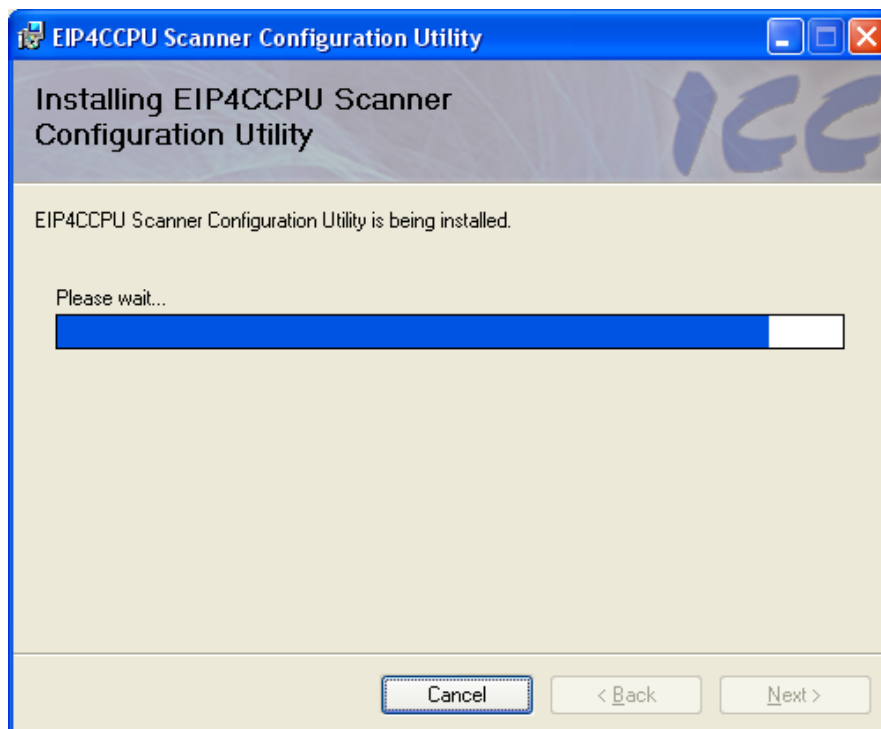 EIP4CCPU Scanner Configuration Utility
Installing EIP4CCPU Scanner
Configuration Utility
ICC
EIP4CCPU Scanner Configuration Utility is being installed.
Please wait...
Cancel
< Back
Next >